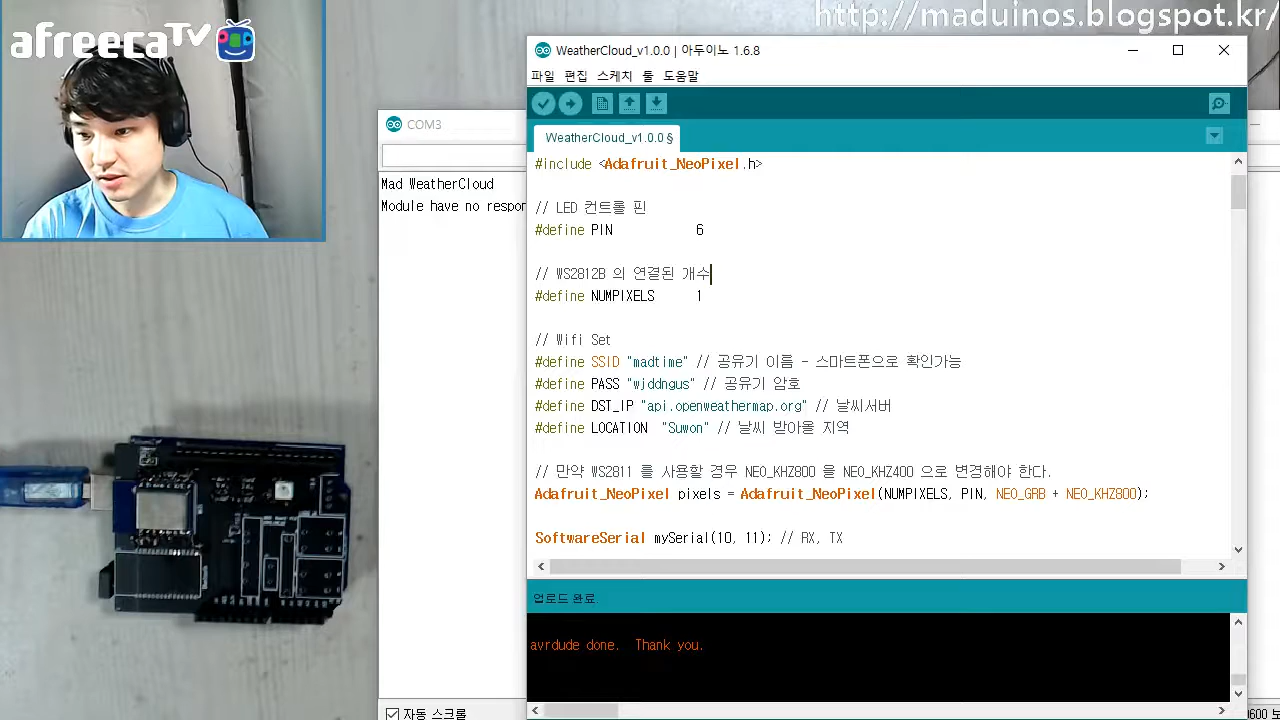 http://maduinos.blogspot.kr/
afreecaTV
WeatherCloud_v1.0.0 | 아두이노 1.6.8
파일 편집 스케치 툴 도움말
COM3
WeatherCloud_v1.0.0 §
Mad WeatherCloud
Module have no respon
#include <Adafruit_NeoPixel.h>
// LED 컨트롤 핀
#define PIN 6
// WS2812B 의 연결된 개수
#define NUMPIXELS 1
// Wifi Set
#define SSID "madtime" // 공유기 이름 - 스마트폰으로 확인가능
#define PASS "wjddngus" // 공유기 암호
#define DST_IP "api.openweathermap.org" // 날씨서버
#define LOCATION "Suwon" // 날씨 받아올 지역
// 만약 WS2811 를 사용할 경우 NEO_KHZ800 을 NEO_KHZ400 으로 변경해야 한다.
Adafruit_NeoPixel pixels = Adafruit_NeoPixel(NUMPIXELS, PIN, NEO_GRB + NEO_KHZ800);
SoftwareSerial mySerial(10, 11); // RX, TX
업로드 완료
avrdude done. Thank you.
자동 스크롤